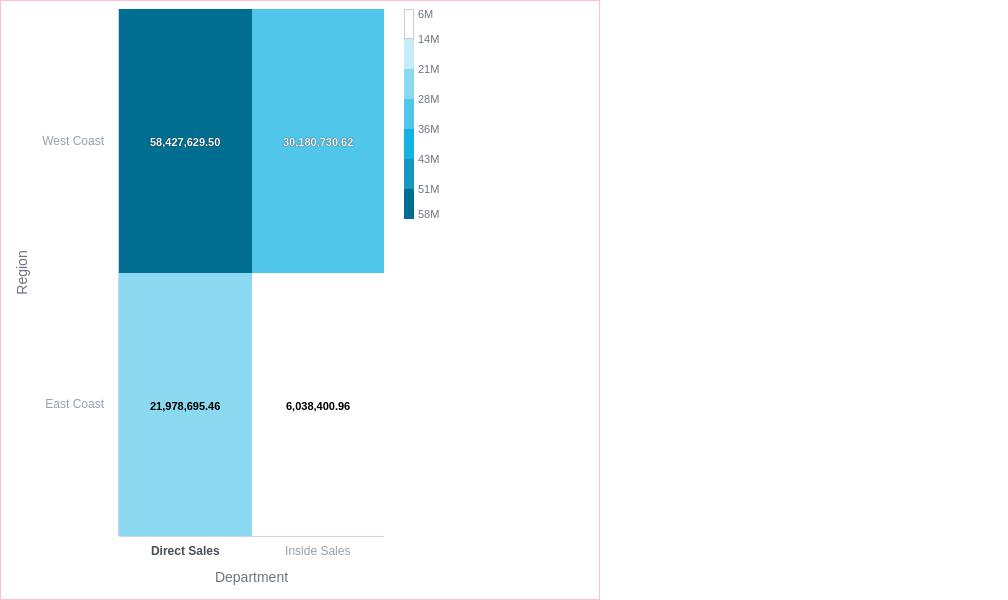 6M
14M
21M
28M
36M
43M
51M
58M
West Coast
58,427,629.50
30,180,730.62
Region
East Coast
21,978,695.46
6,038,400.96
Direct Sales
Inside Sales
Department